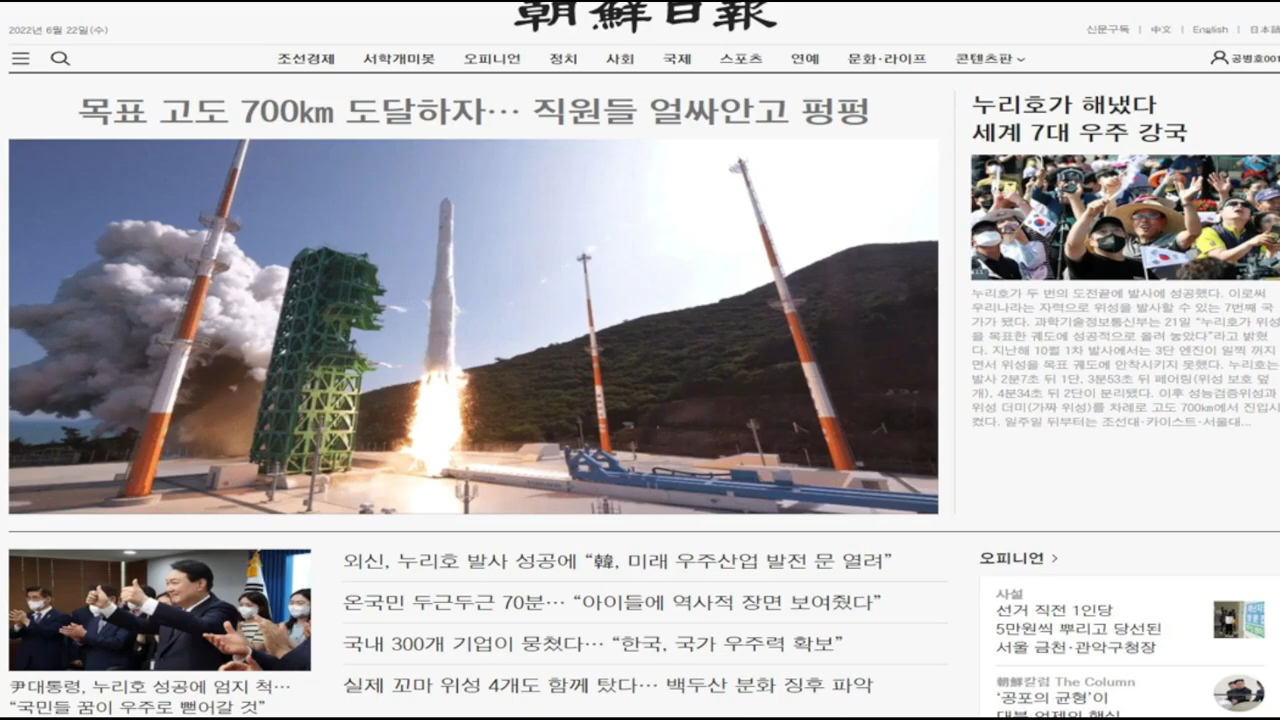 朝鮮日報
2022년 6월 22일(수)
신문구독 | 中文 | English | 日本語
조선경제 서학개미봇 오피니언 정치 사회 국제 스포츠 연예 문화·라이프 콘텐츠판
공병호001
목표 고도 700km 도달하자… 직원들 얼싸안고 펑펑
누리호가 해냈다
세계 7대 우주 강국
누리호가 두 번의 도전끝에 발사에 성공했다. 이로써
우리나라는 자력으로 위성을 발사할 수 있는 7번째 국
가가 됐다. 과학기술정보통신부는 21일 “누리호가 위성
을 목표한 궤도에 성공적으로 올려 놓았다”라고 밝혔
다. 지난해 10월 1차 발사에서는 3단 엔진이 일찍 꺼지
면서 위성을 목표 궤도에 안착시키지 못했다. 누리호는
발사 2분7초 뒤 1단, 3분53초 뒤 페어링(위성 보호 덮
개), 4분34초 뒤 2단이 분리됐다. 이후 성능검증위성과
위성 더미(가짜 위성)를 차례로 고도 700km에서 진입시
켰다. 일주일 뒤부터는 조선대·카이스트·서울대...
尹대통령, 누리호 성공에 엄지 척…
“국민들 꿈이 우주로 뻗어갈 것”
외신, 누리호 발사 성공에 “韓, 미래 우주산업 발전 문 열려”
온국민 두근두근 70분… “아이들에 역사적 장면 보여줬다”
국내 300개 기업이 뭉쳤다… “한국, 국가 우주력 확보”
실제 꼬마 위성 4개도 함께 탔다… 백두산 분화 징후 파악
오피니언 >
사설
선거 직전 1인당
5만원씩 뿌리고 당선된
서울 금천·관악구청장
朝鮮칼럼 The Column
‘공포의 균형’이
대북 억제의 핵심